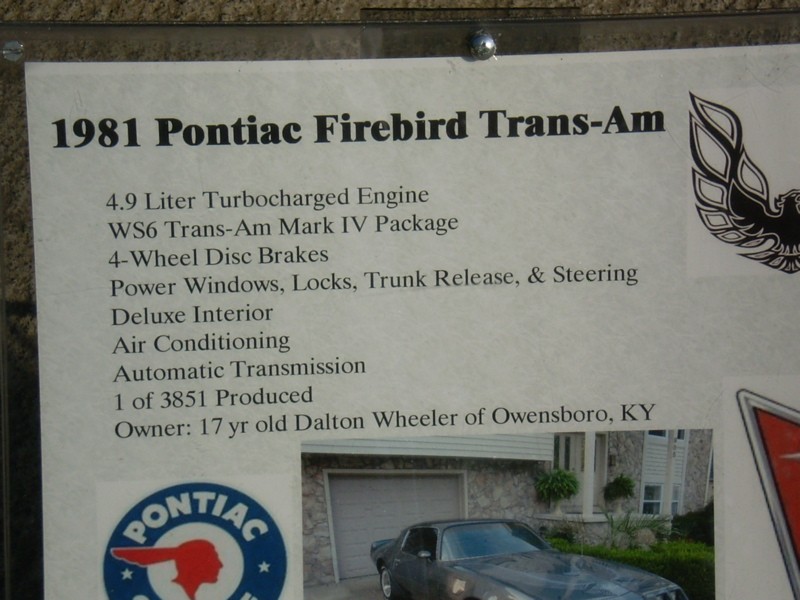 1981 Pontiac Firebird Trans-Am
4.9 Liter Turbocharged Engine
WS6 Trans-Am Mark IV Package
4-Wheel Disc Brakes
Power Windows, Locks, Trunk Release, & Steering
Deluxe Interior
Air Conditioning
Automatic Transmission
1 of 3851 Produced
Owner: 17 yr old Dalton Wheeler of Owensboro, KY
PONTIAC